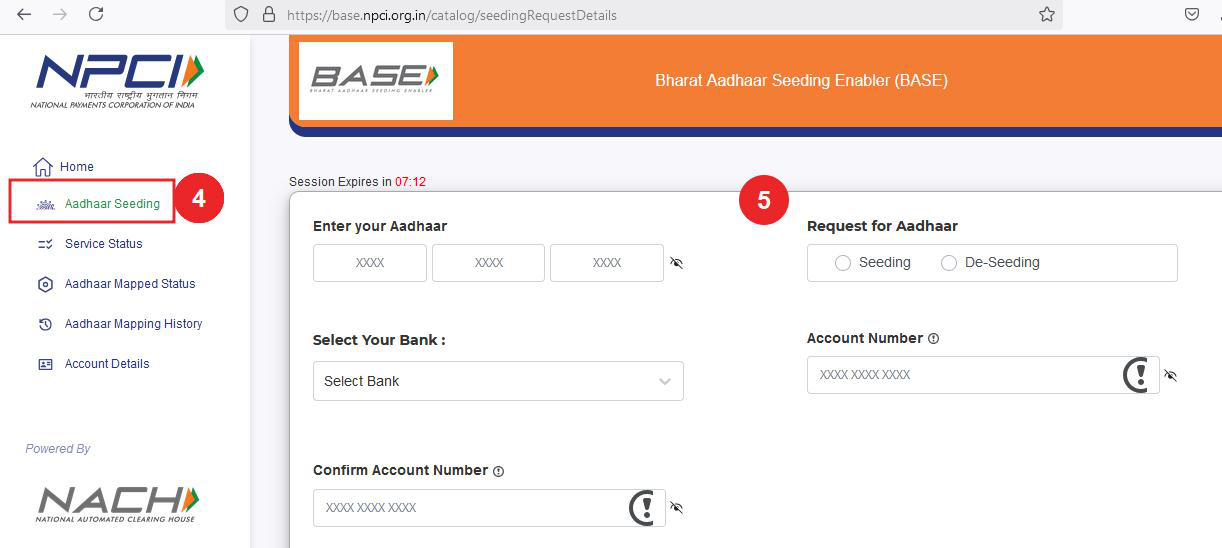 https://base.npci.org.in/catalog/seedingRequestDetails
NPCI
भारतीय राष्ट्रीय भुगतान निगम
NATIONAL PAYMENTS CORPORATION OF INDIA
BASE
BHARAT AADHAAR SEEDING ENABLER
Bharat Aadhaar Seeding Enabler (BASE)
Home
Aadhaar Seeding
4
Service Status
Aadhaar Mapped Status
Aadhaar Mapping History
Account Details
Powered By
NACH
NATIONAL AUTOMATED CLEARING HOUSE
Session Expires in 07:12
5
Enter your Aadhaar
XXXX XXXX XXXX
Request for Aadhaar
Seeding De-Seeding
Select Your Bank :
Select Bank
Account Number
XXXX XXXX XXXX
Confirm Account Number
XXXX XXXX XXXX